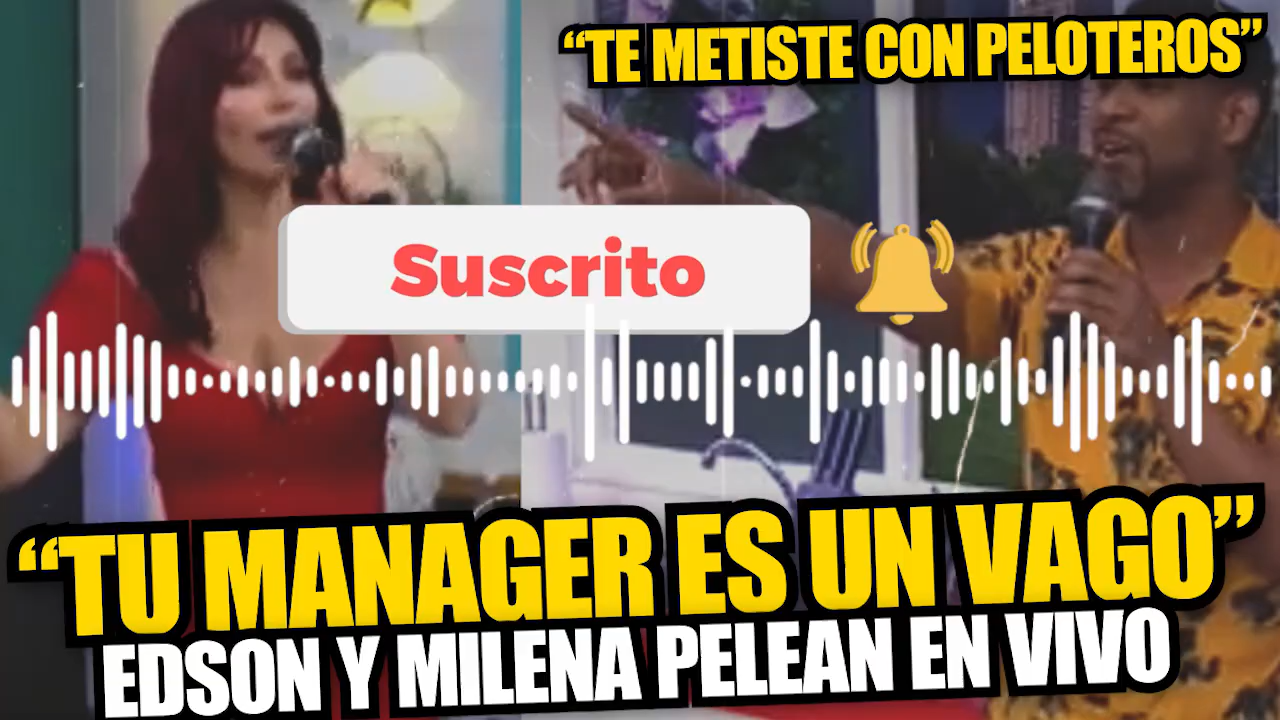 “TE METISTE CON PELOTEROS”
Suscrito
“TU MANAGER ES UN VAGO”
EDSON Y MILENA PELEAN EN VIVO